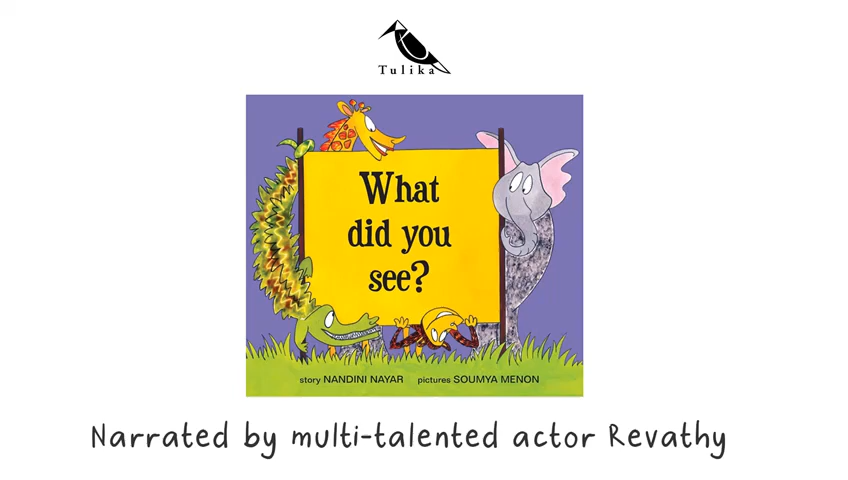 Tulika
What
did you
see?
story NANDINI NAYAR pictures SOUMYA MENON
Narrated by multi-talented actor Revathy